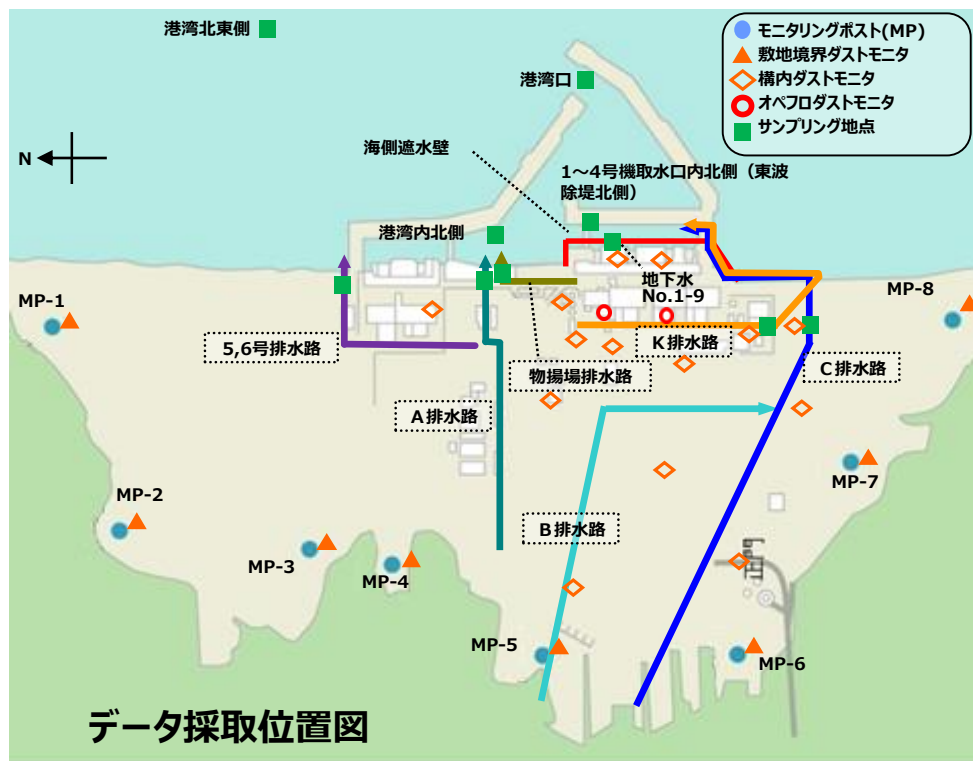 港湾北東側
モニタリングポスト(MP)
敷地境界ダストモニタ
構内ダストモニタ
オペフロダストモニタ
サンプリング地点
港湾口
N
海側遮水壁
1～4号機取水口内北側（東波
除堤北側）
港湾内北側
地下水
No.1-9
MP-1
MP-8
5,6号排水路
K排水路
物揚場排水路
C排水路
A排水路
MP-7
MP-2
B排水路
MP-3
MP-4
MP-5
MP-6
データ採取位置図